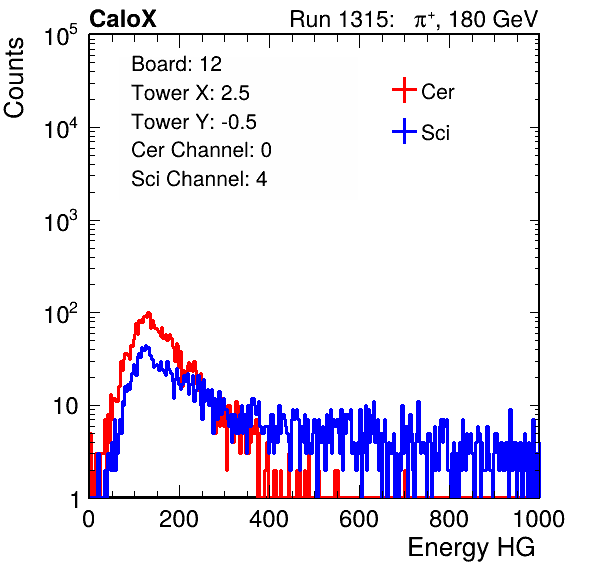 CaloX Run 1315: π⁺, 180 GeV
Counts
Board: 12
Tower X: 2.5
Tower Y: -0.5
Cer Channel: 0
Sci Channel: 4
Cer
Sci
10⁵
10⁴
10³
10²
10
1
0 200 400 600 800 1000
Energy HG